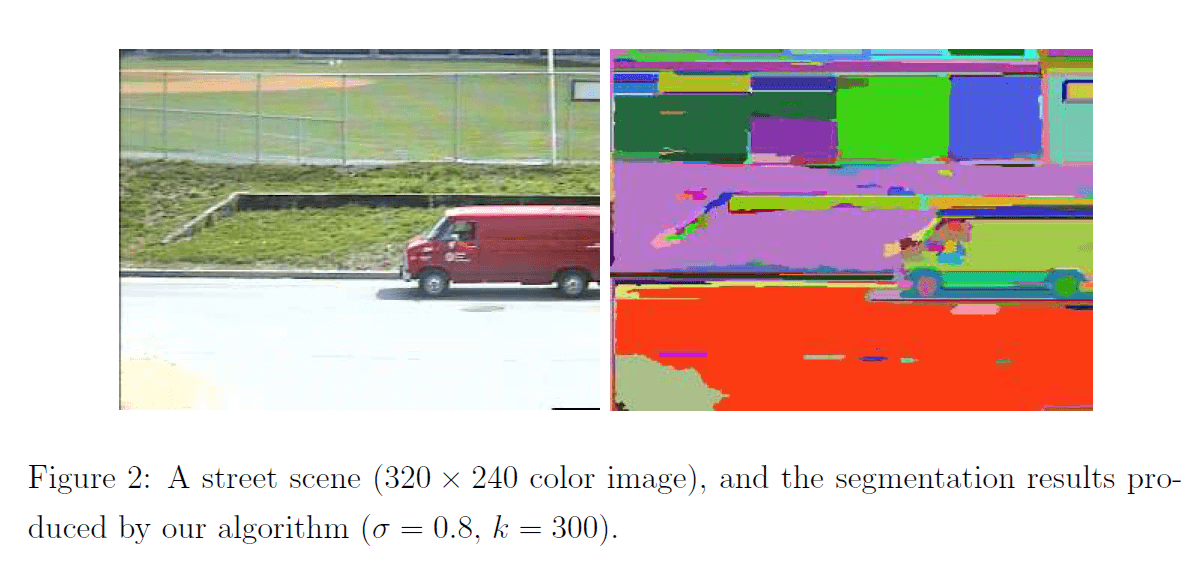 Figure 2: A street scene (320 × 240 color image), and the segmentation results pro-
duced by our algorithm (σ = 0.8, k = 300).